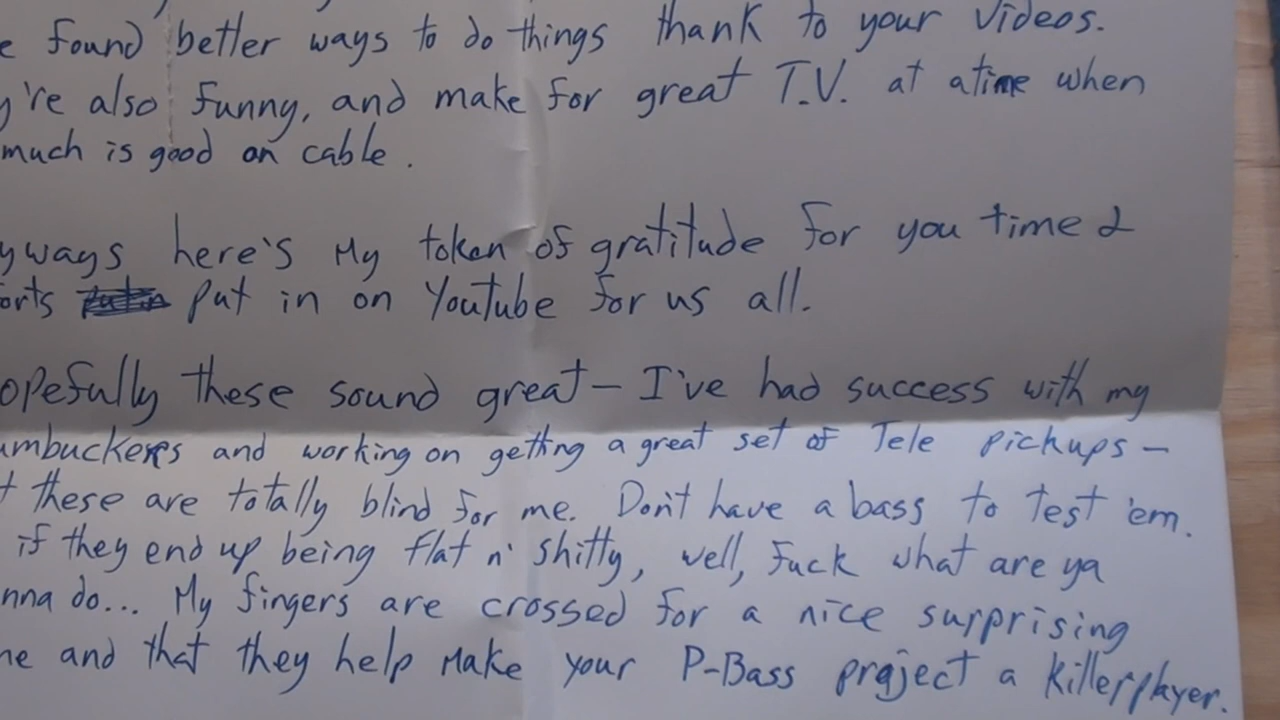 e found better ways to do things thank to your videos.
y're also funny, and make for great T.V. at a time when
much is good on cable.
yways here's My token of gratitude for you time &
orts put in on Youtube for us all.
opefully these sound great - I've had success with my
umbuckers and working on getting a great set of Tele pickups -
t these are totally blind for me. Don't have a bass to test 'em.
if they end up being flat n' shitty, well, fuck what are ya
nna do... My fingers are crossed for a nice surprising
ne and that they help Make your P-Bass project a killer player.